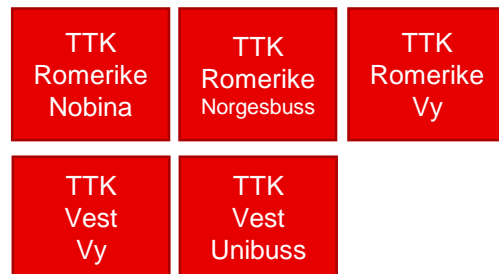 TTK
Romerike
Nobina
TTK
Romerike
Norgesbuss
TTK
Romerike
Vy
TTK
Vest
Vy
TTK
Vest
Unibuss